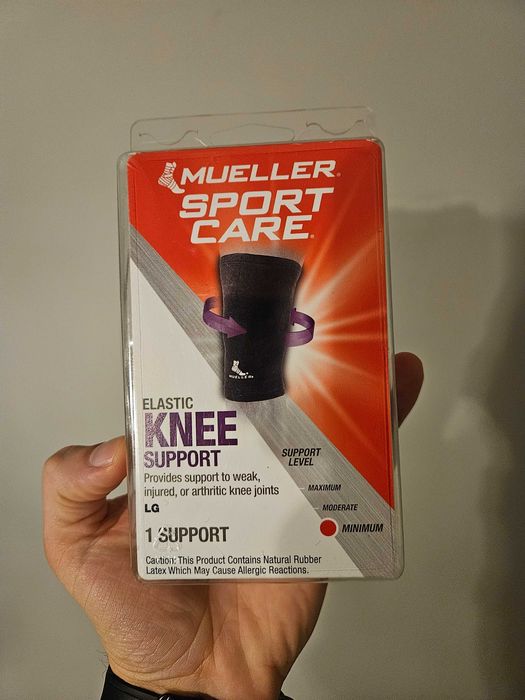 MUELLER®
SPORT
CARE®
MUELLER®
ELASTIC
KNEE
SUPPORT
Provides support to weak,
injured, or arthritic knee joints
LG
1 SUPPORT
SUPPORT
LEVEL
MAXIMUM
MODERATE
MINIMUM
Caution: This Product Contains Natural Rubber
Latex Which May Cause Allergic Reactions.